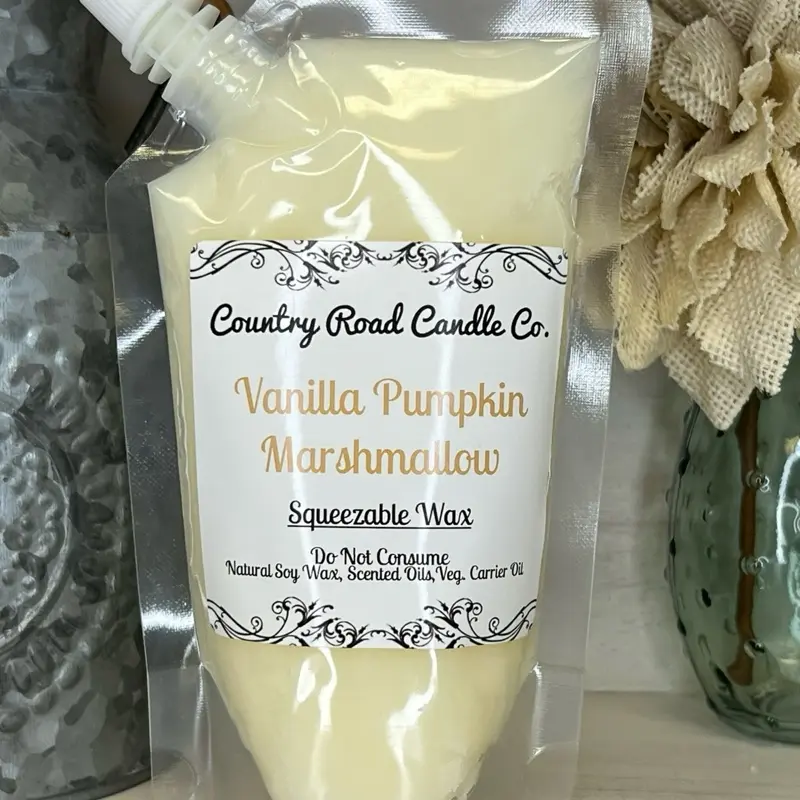 Country Road Candle Co.
Vanilla Pumpkin
Marshmallow
Squeezable Wax
Do Not Consume
Natural Soy Wax, Scented Oils,Veg. Carrier Oil